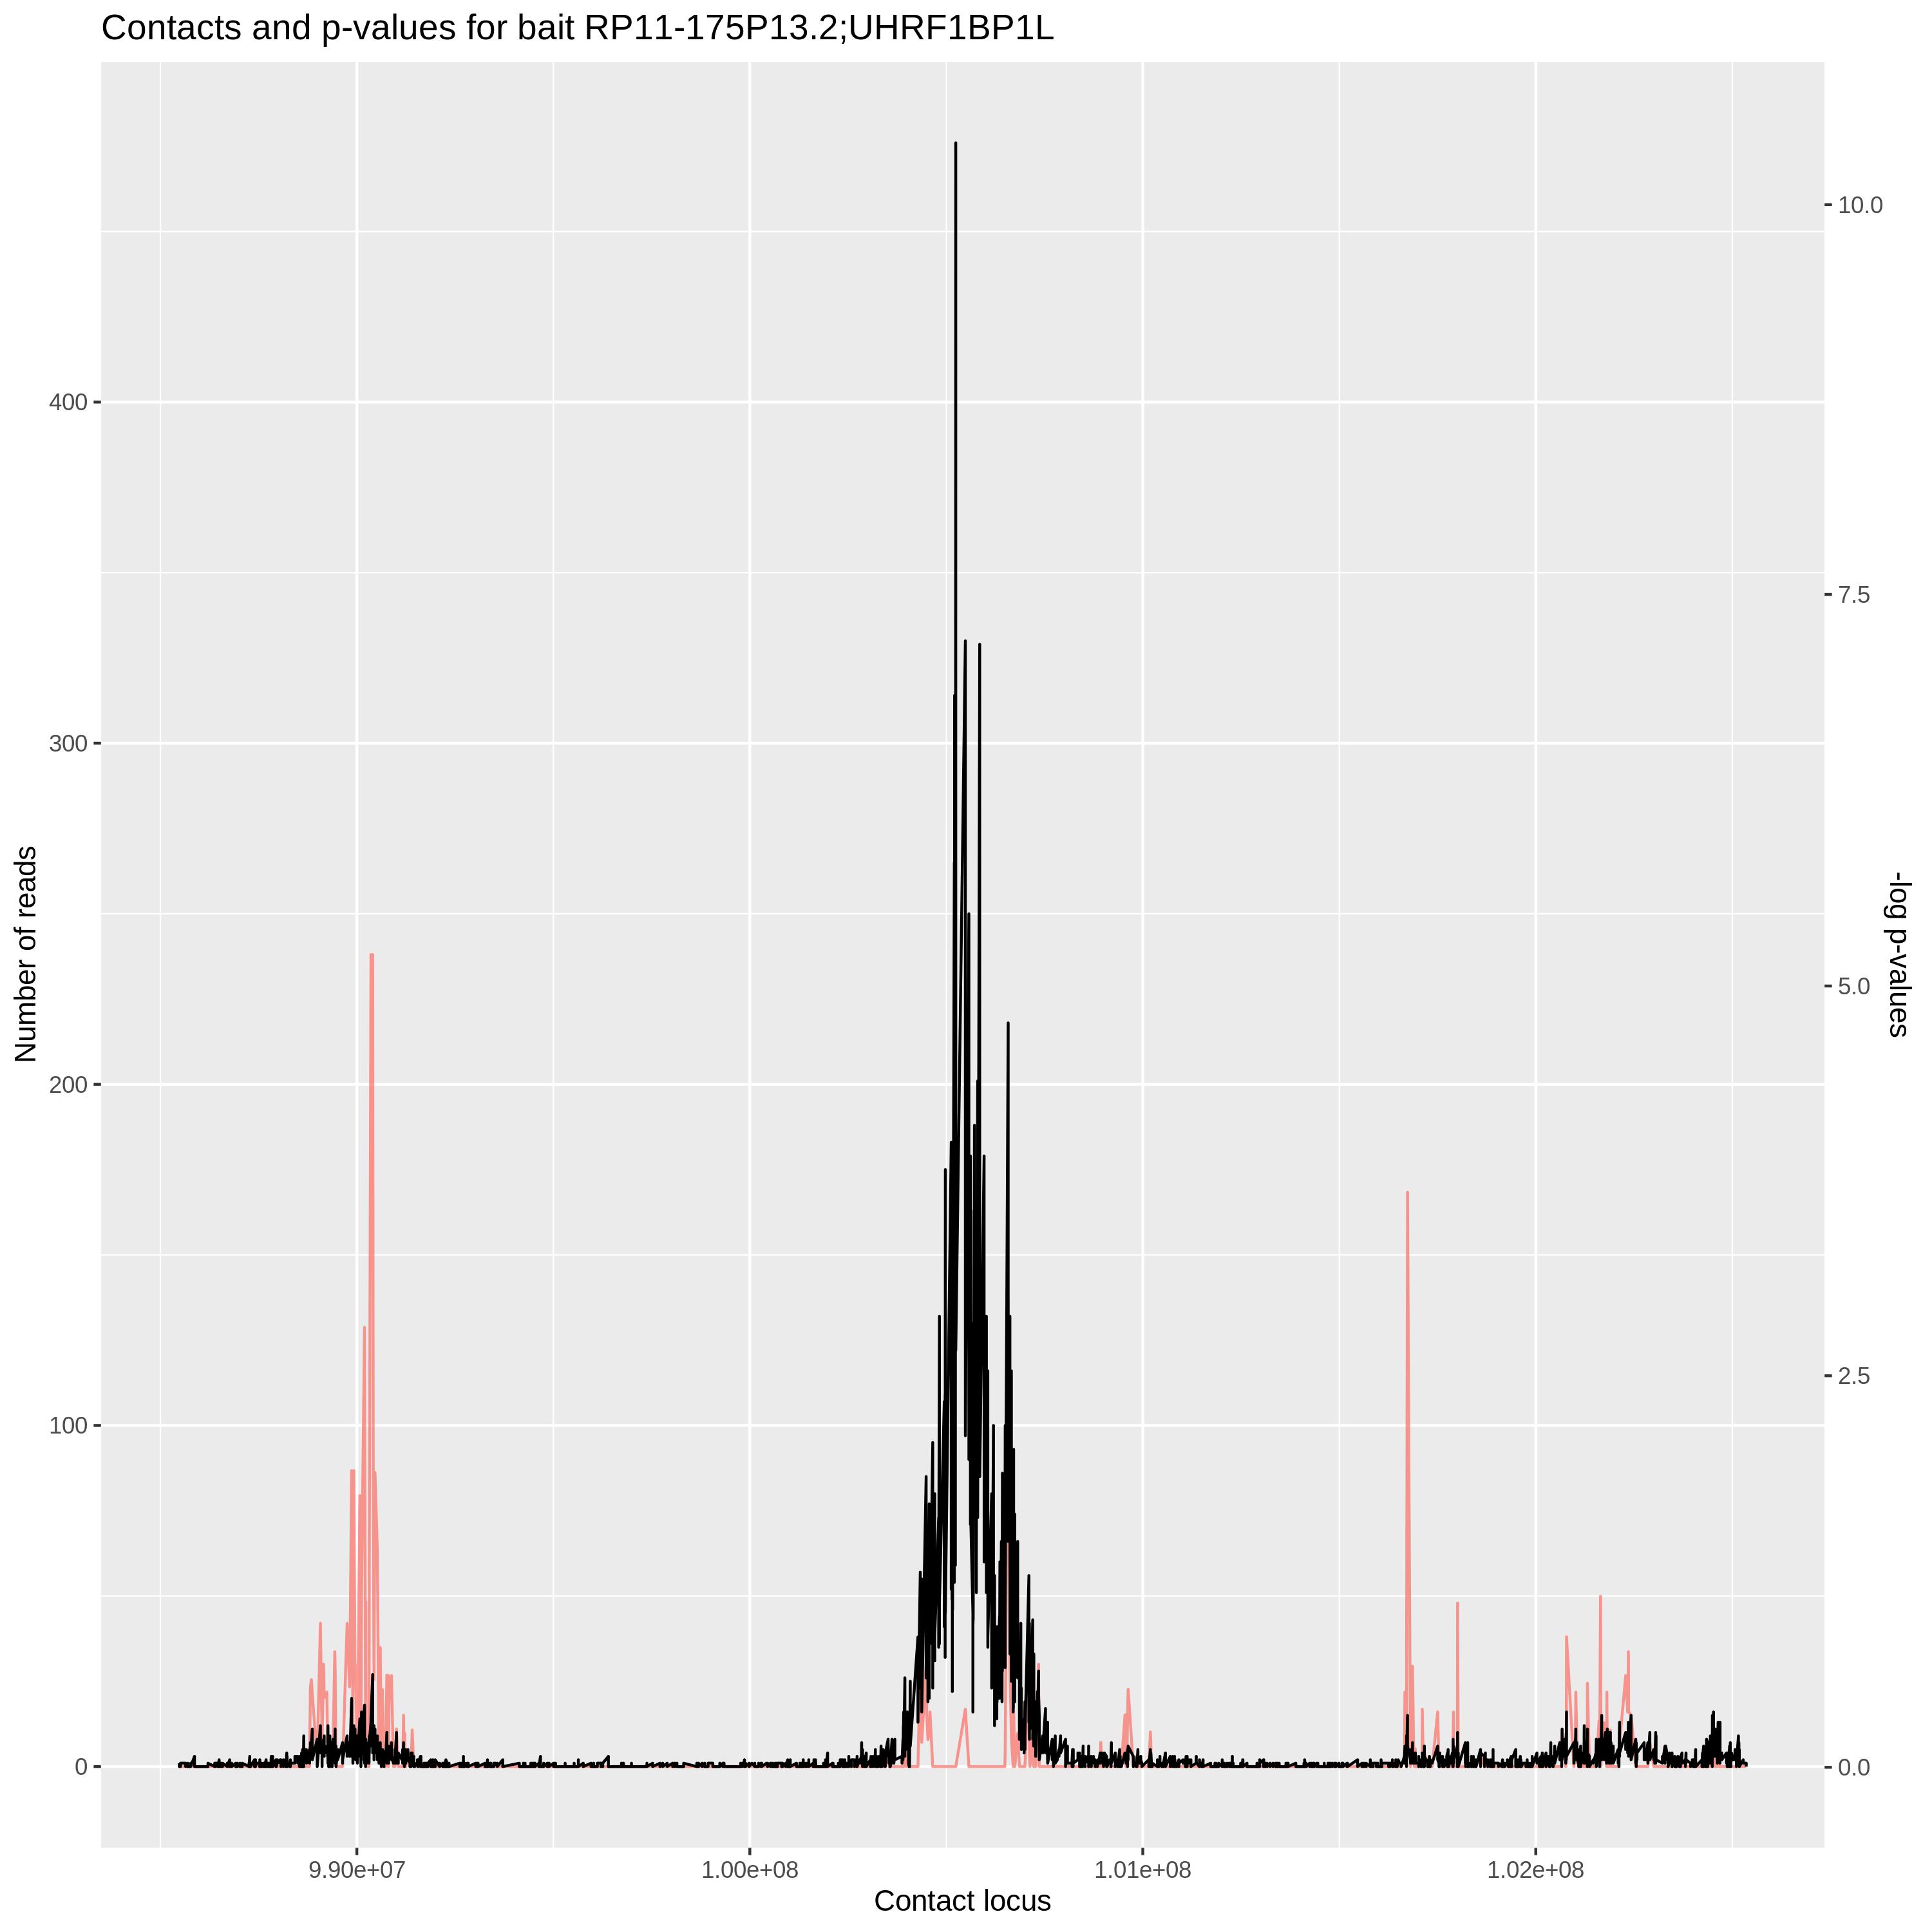 Contacts and p-values for bait RP11-175P13.2;UHRF1BP1L
Number of reads
400
300
200
100
0
10.0
7.5
5.0
2.5
0.0
-log p-values
9.90e+07 1.00e+08 1.01e+08 1.02e+08
Contact locus